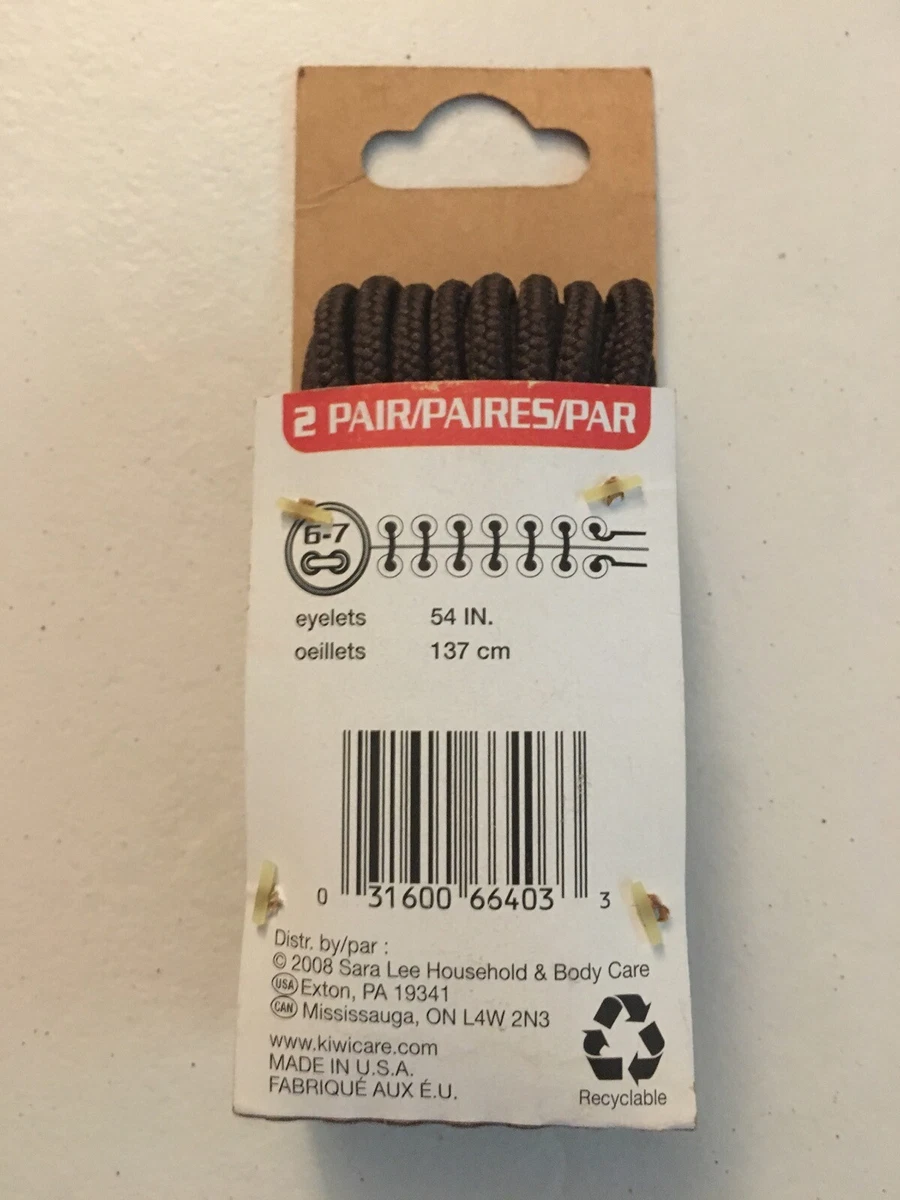 2 PAIR/PAIRES/PAR
6-7
eyelets 54 IN.
oeillets 137 cm
0 31600 66403 3
Distr. by/par :
© 2008 Sara Lee Household & Body Care
USA Exton, PA 19341
CAN Mississauga, ON L4W 2N3
www.kiwicare.com
MADE IN U.S.A.
FABRIQUÉ AUX É.U.
Recyclable